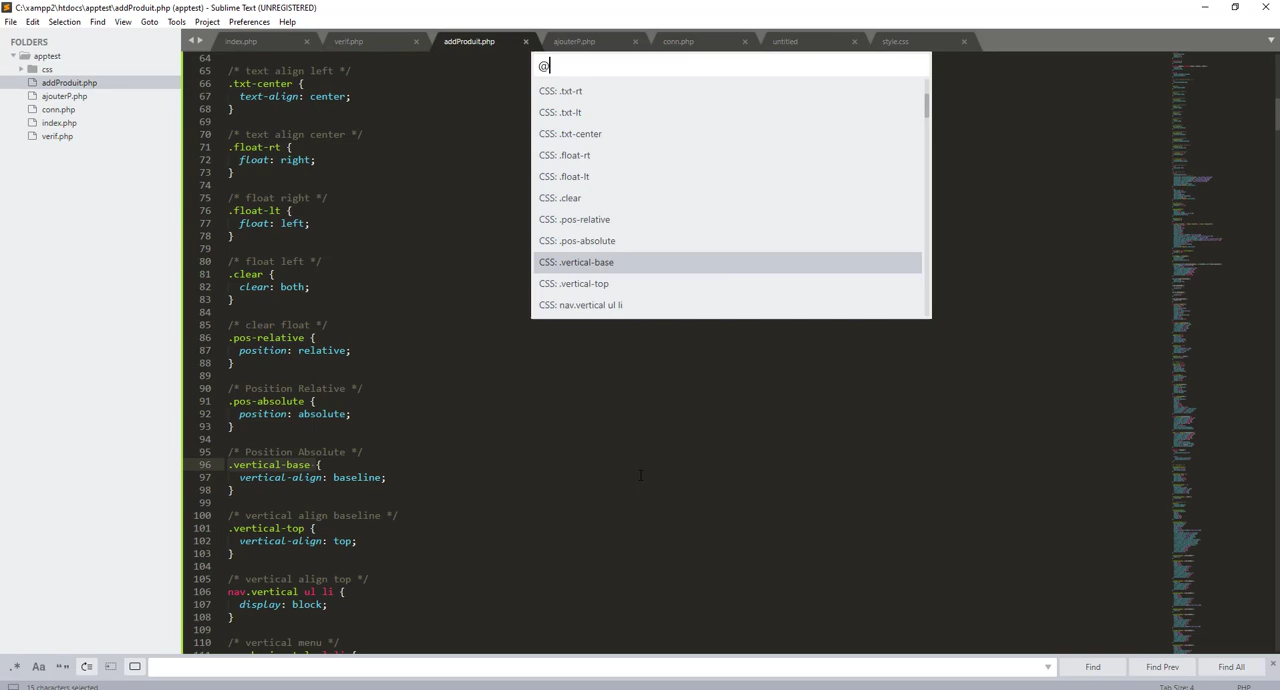 C:\xampp2\htdocs\apptest\addProduit.php (apptest) - Sublime Text (UNREGISTERED)
File Edit Selection Find View Goto Tools Project Preferences Help
FOLDERS
apptest
css
addProduit.php
ajouterP.php
conn.php
index.php
verif.php
index.php verif.php addProduit.php ajouterP.php conn.php untitled style.css
@
CSS: .txt-rt
CSS: .txt-lt
CSS: .txt-center
CSS: .float-rt
CSS: .float-lt
CSS: .clear
CSS: .pos-relative
CSS: .pos-absolute
CSS: .vertical-base
CSS: .vertical-top
CSS: nav.vertical ul li
64
65 /* text align left */
66 .txt-center {
67 text-align: center;
68 }
69
70 /* text align center */
71 .float-rt {
72 float: right;
73 }
74
75 /* float right */
76 .float-lt {
77 float: left;
78 }
79
80 /* float left */
81 .clear {
82 clear: both;
83 }
84
85 /* clear float */
86 .pos-relative {
87 position: relative;
88 }
89
90 /* Position Relative */
91 .pos-absolute {
92 position: absolute;
93 }
94
95 /* Position Absolute */
96 .vertical-base {
97 vertical-align: baseline;
98 }
99
100 /* vertical align baseline */
101 .vertical-top {
102 vertical-align: top;
103 }
104
105 /* vertical align top */
106 nav.vertical ul li {
107 display: block;
108 }
109
110 /* vertical menu */
.* Aa “” Find Find Prev Find All
15 characters selected Tab Size: 4 PHP